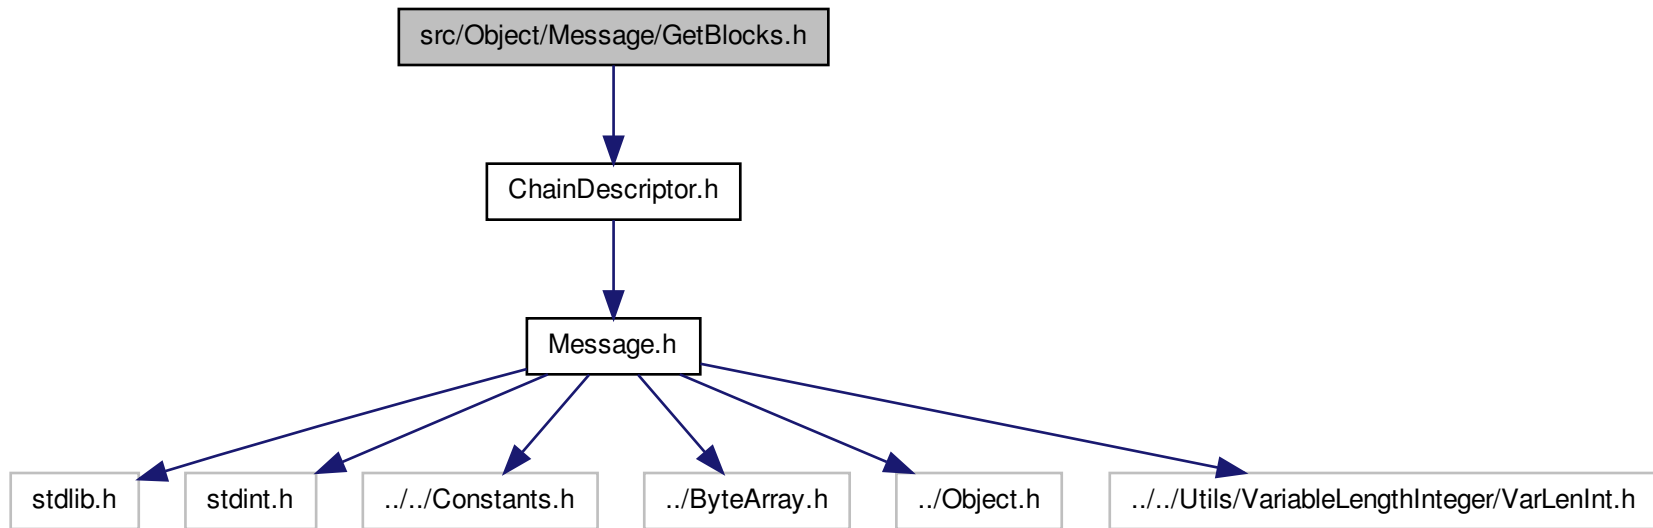 src/Object/Message/GetBlocks.h
ChainDescriptor.h
Message.h
stdlib.h
stdint.h
../../Constants.h
../ByteArray.h
../Object.h
../../Utils/VariableLengthInteger/VarLenInt.h